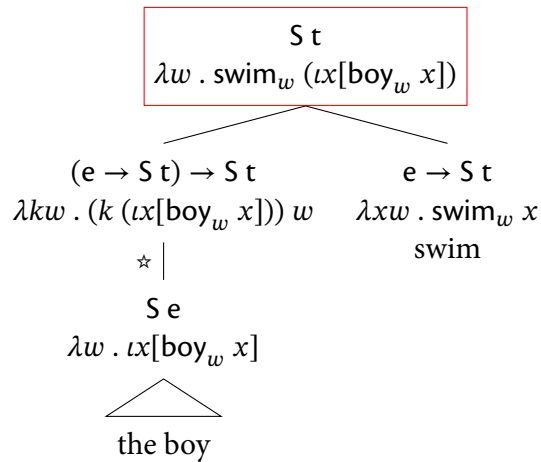 S t
λw . swim_w (ιx[boy_w x])
(e → S t) → S t
λkw . (k (ιx[boy_w x])) w
e → S t
λxw . swim_w x
swim
☆
S e
λw . ιx[boy_w x]
the boy